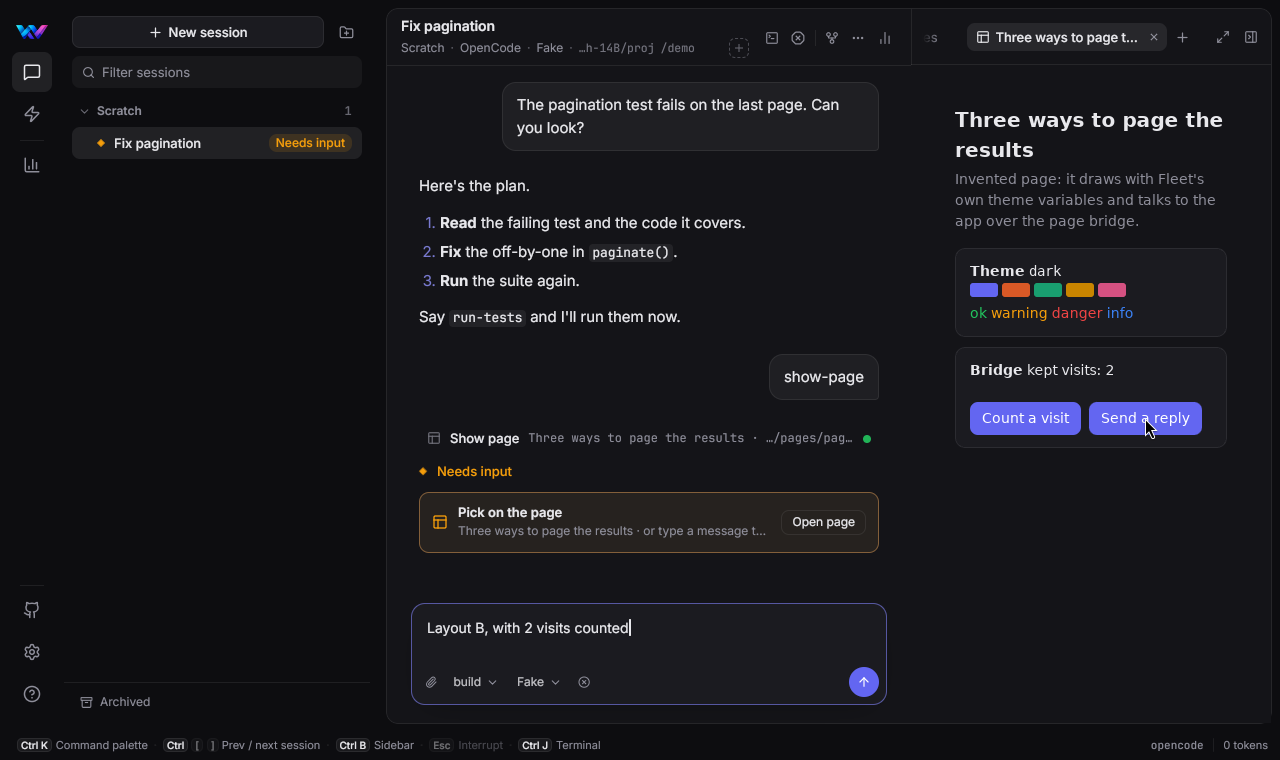 New session
Filter sessions
Scratch 1
Fix pagination Needs input
Archived
Fix pagination
Scratch · OpenCode · Fake · …h-14B/proj /demo
es
Three ways to page t...
The pagination test fails on the last page. Can
you look?
Here's the plan.
1. Read the failing test and the code it covers.
2. Fix the off-by-one in paginate().
3. Run the suite again.
Say run-tests and I'll run them now.
show-page
Show page Three ways to page the results · …/pages/pag…
Needs input
Pick on the page
Three ways to page the results · or type a message t...
Open page
Layout B, with 2 visits counted
build Fake
Three ways to page the
results
Invented page: it draws with Fleet's
own theme variables and talks to the
app over the page bridge.
Theme dark
ok warning danger info
Bridge kept visits: 2
Count a visit Send a reply
Ctrl K Command palette · Ctrl [ ] Prev / next session · Ctrl B Sidebar · Esc Interrupt · Ctrl J Terminal
opencode 0 tokens